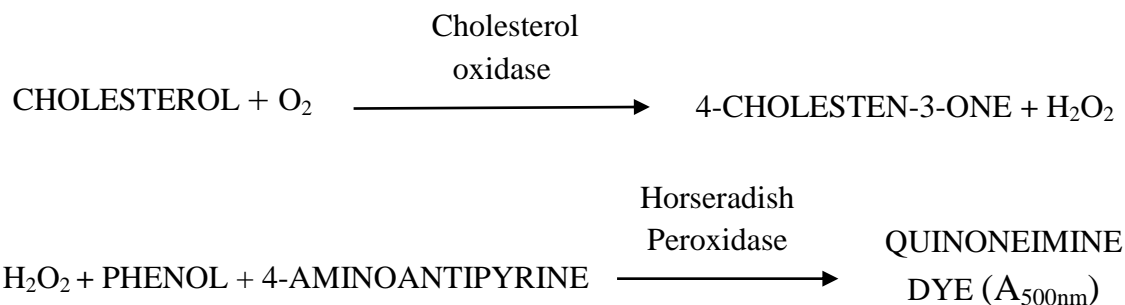 Cholesterol
oxidase
CHOLESTEROL + O₂ 4-CHOLESTEN-3-ONE + H₂O₂
Horseradish
Peroxidase QUINONEIMINE
H₂O₂ + PHENOL + 4-AMINOANTIPYRINE DYE (A₅₀₀ₙₘ)